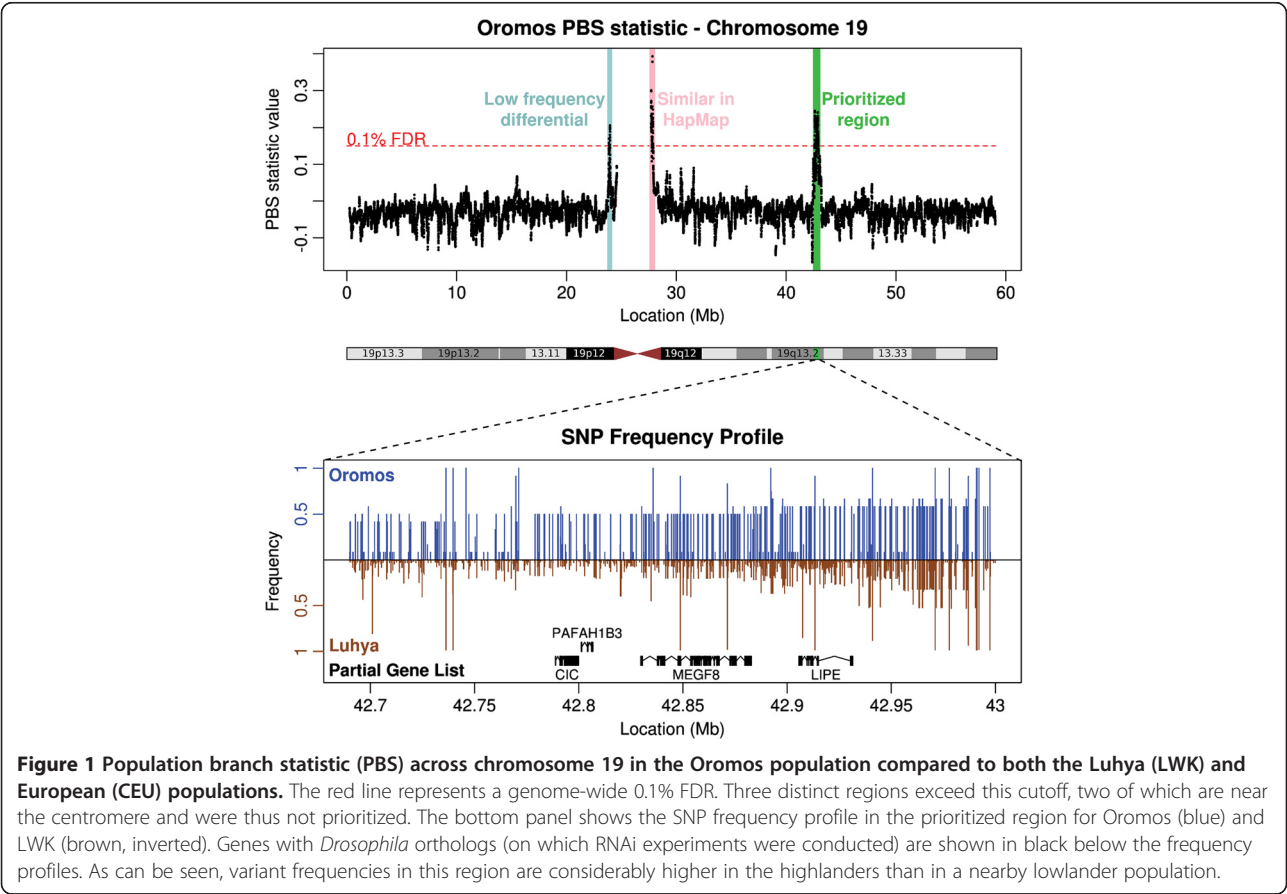 Oromos PBS statistic - Chromosome 19
PBS statistic value
0.3
0.1
-0.1
Low frequency
differential
Similar in
HapMap
Prioritized
region
0.1% FDR
0 10 20 30 40 50 60
Location (Mb)
19p13.3 19p13.2 13.11 19p12 19q12 19q13.2 13.33
SNP Frequency Profile
Frequency
1
0.5
0.5
1
Oromos
Luhya
PAFAH1B3
Partial Gene List
CIC MEGF8 LIPE
42.7 42.75 42.8 42.85 42.9 42.95 43
Location (Mb)
Figure 1 Population branch statistic (PBS) across chromosome 19 in the Oromos population compared to both the Luhya (LWK) and
European (CEU) populations. The red line represents a genome-wide 0.1% FDR. Three distinct regions exceed this cutoff, two of which are near
the centromere and were thus not prioritized. The bottom panel shows the SNP frequency profile in the prioritized region for Oromos (blue) and
LWK (brown, inverted). Genes with Drosophila orthologs (on which RNAi experiments were conducted) are shown in black below the frequency
profiles. As can be seen, variant frequencies in this region are considerably higher in the highlanders than in a nearby lowlander population.